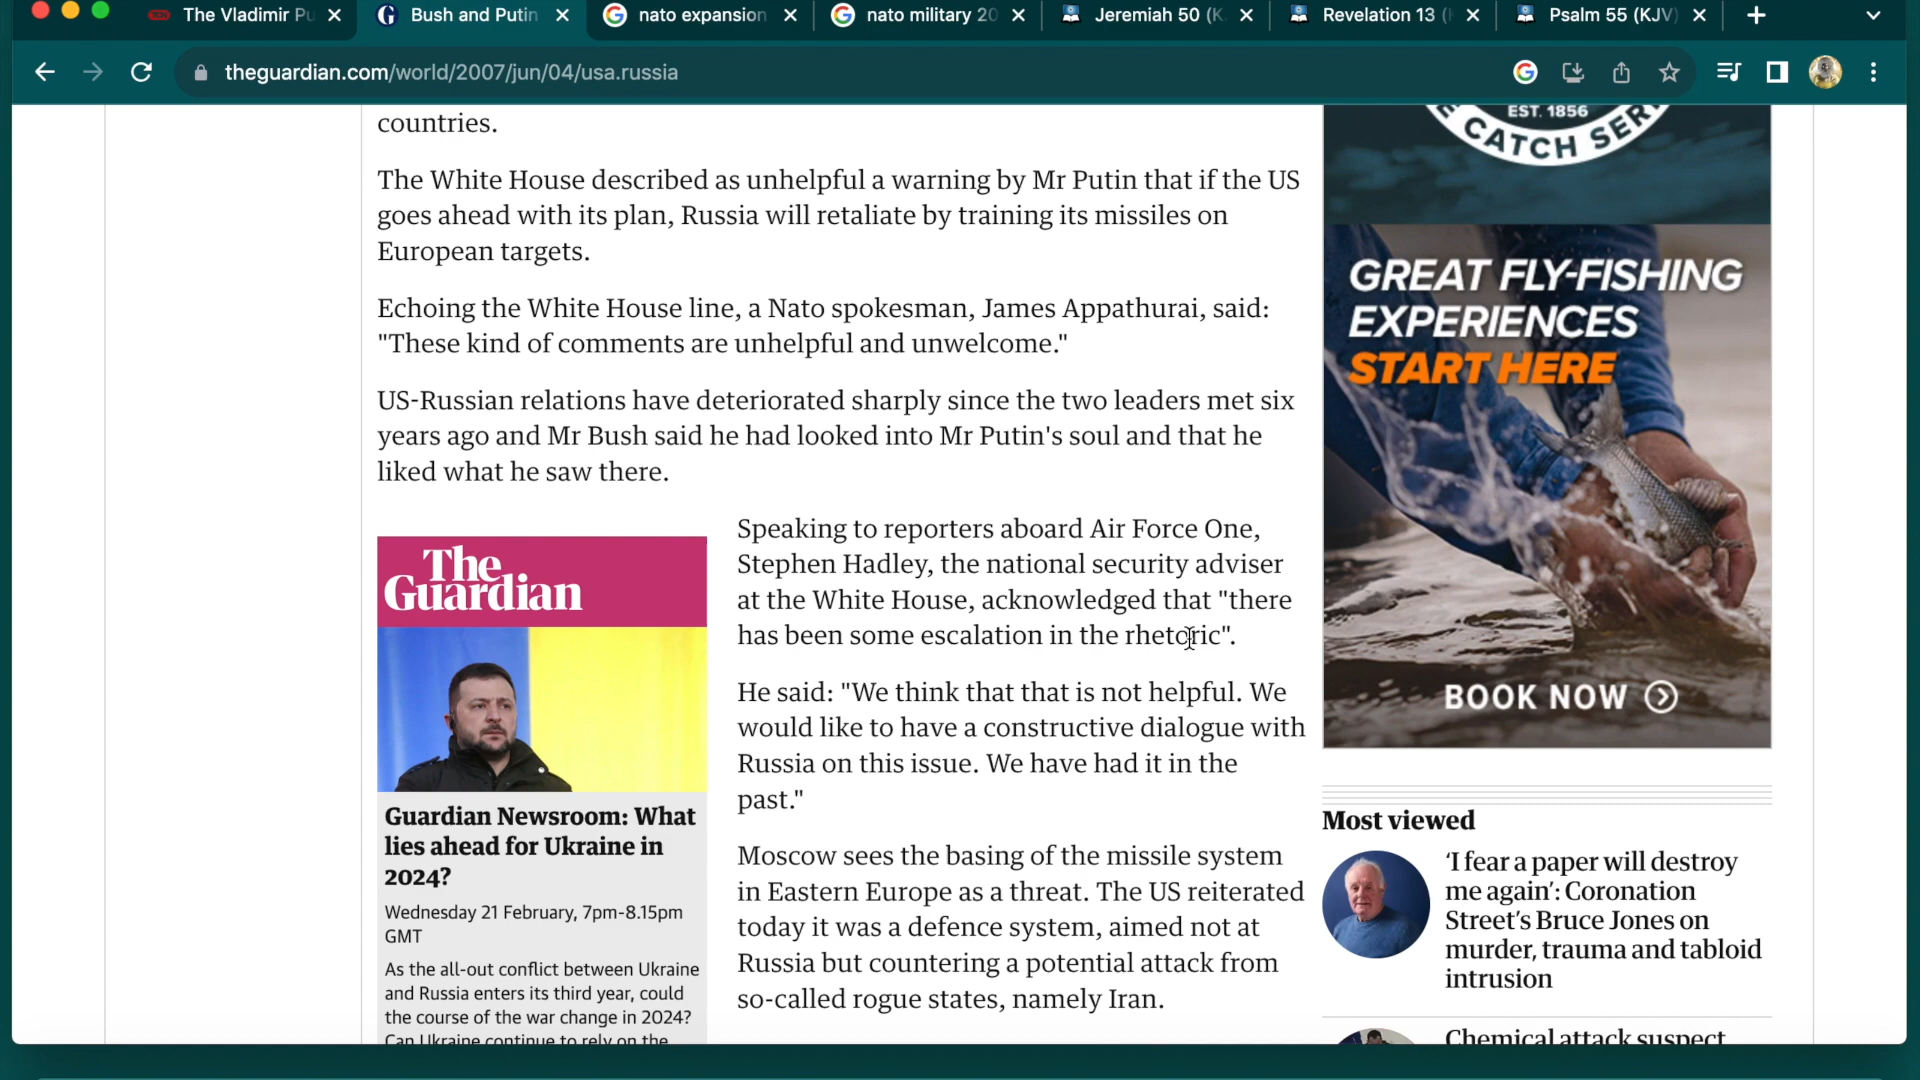 The Vladimir Pu
Bush and Putin
nato expansion
nato military 20
Jeremiah 50 (K
Revelation 13 (
Psalm 55 (KJV)
theguardian.com/world/2007/jun/04/usa.russia
countries.
The White House described as unhelpful a warning by Mr Putin that if the US
goes ahead with its plan, Russia will retaliate by training its missiles on
European targets.
Echoing the White House line, a Nato spokesman, James Appathurai, said:
"These kind of comments are unhelpful and unwelcome."
US-Russian relations have deteriorated sharply since the two leaders met six
years ago and Mr Bush said he had looked into Mr Putin's soul and that he
liked what he saw there.
The
Guardian
Guardian Newsroom: What
lies ahead for Ukraine in
2024?
Wednesday 21 February, 7pm-8.15pm
GMT
As the all-out conflict between Ukraine
and Russia enters its third year, could
the course of the war change in 2024?
Can Ukraine continue to rely on the
Speaking to reporters aboard Air Force One,
Stephen Hadley, the national security adviser
at the White House, acknowledged that "there
has been some escalation in the rhetoric".
He said: "We think that that is not helpful. We
would like to have a constructive dialogue with
Russia on this issue. We have had it in the
past."
Moscow sees the basing of the missile system
in Eastern Europe as a threat. The US reiterated
today it was a defence system, aimed not at
Russia but countering a potential attack from
so-called rogue states, namely Iran.
EST. 1856
CATCH SER
GREAT FLY-FISHING
EXPERIENCES
START HERE
BOOK NOW
Most viewed
‘I fear a paper will destroy
me again’: Coronation
Street’s Bruce Jones on
murder, trauma and tabloid
intrusion
Chemical attack suspect